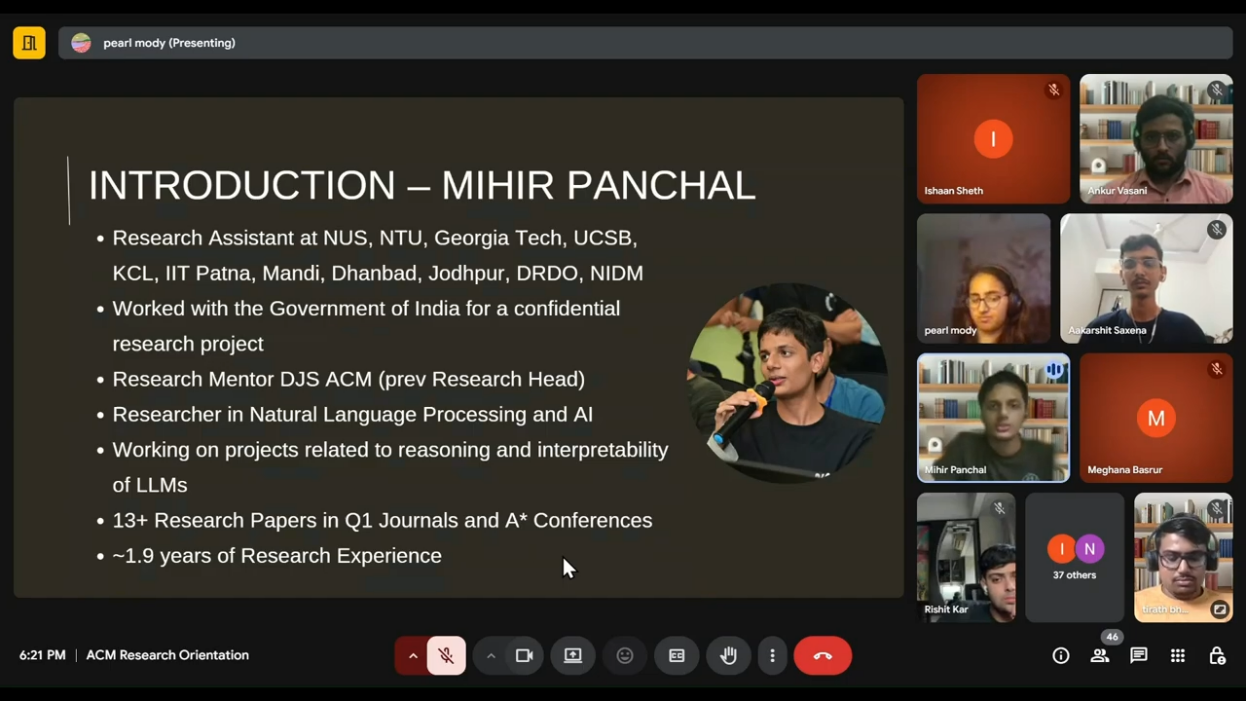 pearl mody (Presenting)
INTRODUCTION – MIHIR PANCHAL
• Research Assistant at NUS, NTU, Georgia Tech, UCSB,
KCL, IIT Patna, Mandi, Dhanbad, Jodhpur, DRDO, NIDM
• Worked with the Government of India for a confidential
research project
• Research Mentor DJS ACM (prev Research Head)
• Researcher in Natural Language Processing and AI
• Working on projects related to reasoning and interpretability
of LLMs
• 13+ Research Papers in Q1 Journals and A* Conferences
• ~1.9 years of Research Experience
I
Ishaan Sheth
Ankur Vasani
pearl mody
Aakarshit Saxena
Mihir Panchal
M
Meghana Basrur
Rishit Kar
I N
37 others
tirath bh...
6:21 PM | ACM Research Orientation
46